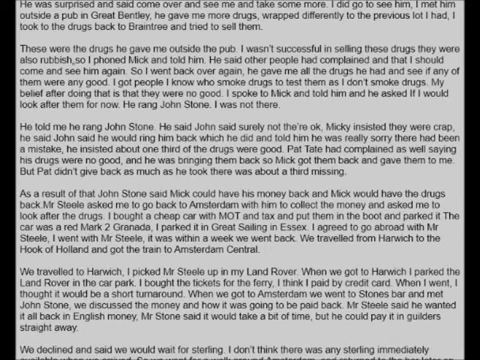 He was surprised and said come over and see me and take some more. I did go to see him, I met him
outside a pub in Great Bentley, he gave me more drugs, wrapped differently to the previous lot I had, I
took to the drugs back to Braintree and tried to sell them.
These were the drugs he gave me outside the pub. I wasn't successful in selling these drugs they were
also rubbish,so I phoned Mick and told him. He said other people had complained and that I should
come and see him again. So I went back over again, he gave me all the drugs he had and see if any of
them were any good. I got people I know who smoke drugs to test them as I don't smoke drugs. My
belief after doing that is that they were no good. I spoke to Mick and told him and he asked If I would
look after them for now. He rang John Stone. I was not there.
He told me he rang John Stone. He said John said surely not the're ok, Micky insisted they were crap,
he said John said he would ring him back which he did and told him he was really sorry there had been
a mistake, he insisted about one third of the drugs were good. Pat Tate had complained as well saying
his drugs were no good, and he was bringing them back so Mick got them back and gave them to me.
But Pat didn't give back as much as he took there was about a third missing.
As a result of that John Stone said Mick could have his money back and Mick would have the drugs
back.Mr Steele asked me to go back to Amsterdam with him to collect the money and asked me to
look after the drugs. I bought a cheap car with MOT and tax and put them in the boot and parked it The
car was a red Mark 2 Granada, I parked it in Great Sailing in Essex. I agreed to go abroad with Mr
Steele, I went with Mr Steele, it was within a week we went back. We travelled from Harwich to the
Hook of Holland and got the train to Amsterdam Central.
We travelled to Harwich, I picked Mr Steele up in my Land Rover. When we got to Harwich I parked the
Land Rover in the car park. I bought the tickets for the ferry, I think I paid by credit card. When I went, I
thought it would be a short turnaround. When we got to Amsterdam we went to Stones bar and met
John Stone, we discussed the money and how it was going to be paid back. Mr Steele said he wanted
it all back in English money, Mr Stone said it would take a bit of time, but he could pay it in guilders
straight away.
We declined and said we would wait for sterling. I don't think there was any sterling immediately